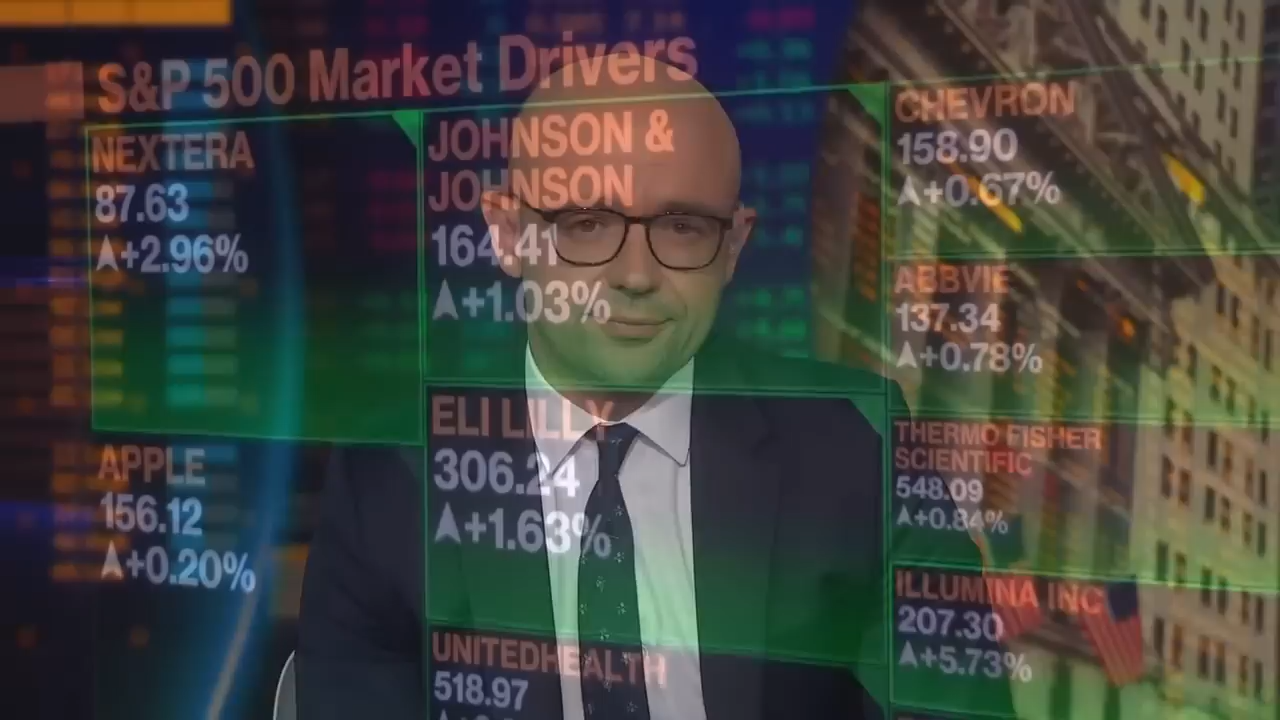 S&P 500 Market Drivers
NEXTERA
87.63
+2.96%
APPLE
156.12
+0.20%
JOHNSON &
JOHNSON
164.41
+1.03%
ELI LILLY
306.24
+1.63%
UNITEDHEALTH
518.97
CHEVRON
158.90
+0.67%
ABBVIE
137.34
+0.78%
THERMO FISHER
SCIENTIFIC
548.09
+0.84%
ILLUMINA INC
207.30
+5.73%